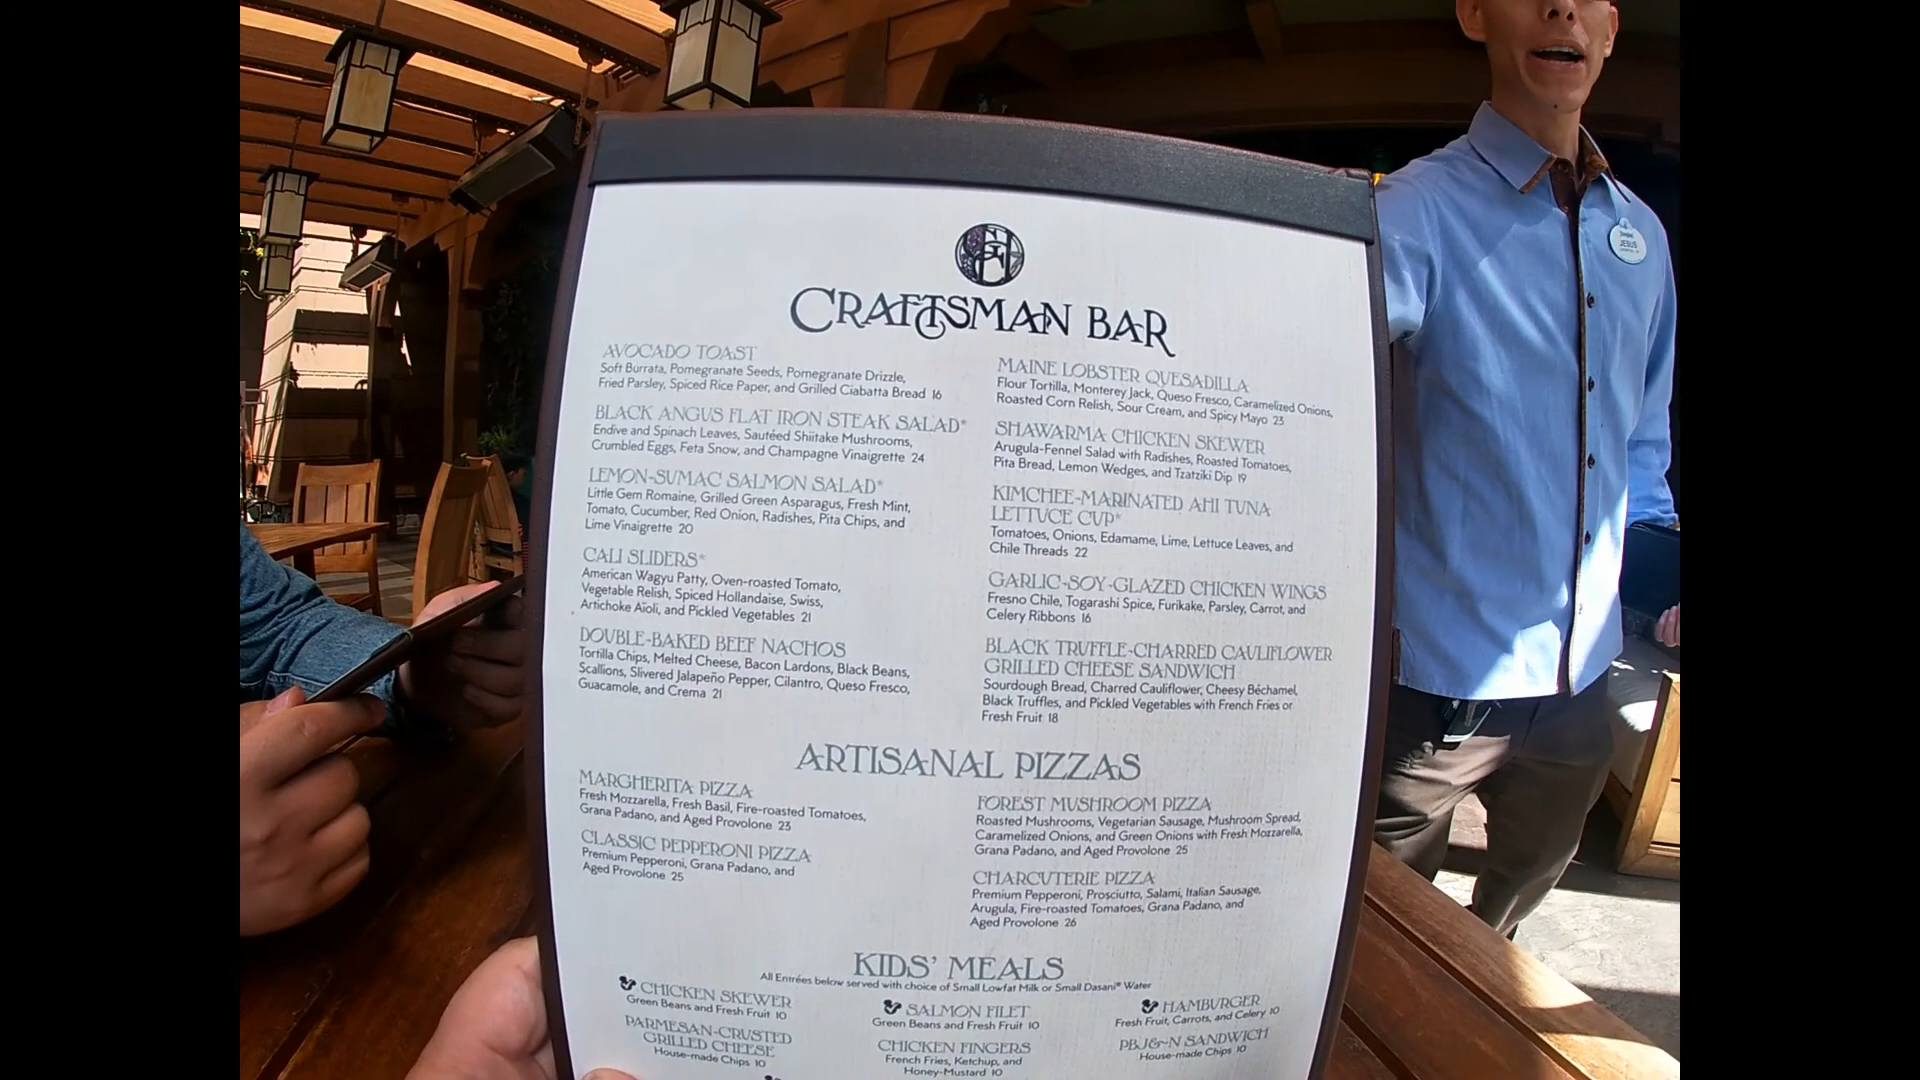 CRAFTSMAN BAR
AVOCADO TOAST
Soft Burrata, Pomegranate Seeds, Pomegranate Drizzle,
Fried Parsley, Spiced Rice Paper, and Grilled Ciabatta Bread 16
BLACK ANGUS FLAT IRON STEAK SALAD*
Endive and Spinach Leaves, Sautéed Shiitake Mushrooms,
Crumbled Eggs, Feta Snow, and Champagne Vinaigrette 24
LEMON-SUMAC SALMON SALAD*
Little Gem Romaine, Grilled Green Asparagus, Fresh Mint,
Tomato, Cucumber, Red Onion, Radishes, Pita Chips, and
Lime Vinaigrette 20
CALI SLIDERS*
American Wagyu Patty, Oven-roasted Tomato,
Vegetable Relish, Spiced Hollandaise, Swiss,
Artichoke Aïoli, and Pickled Vegetables 21
DOUBLE-BAKED BEEF NACHOS
Tortilla Chips, Melted Cheese, Bacon Lardons, Black Beans,
Scallions, Slivered Jalapeño Pepper, Cilantro, Queso Fresco,
Guacamole, and Crema 21
MAINE LOBSTER QUESADILLA
Flour Tortilla, Monterey Jack, Queso Fresco, Caramelized Onions,
Roasted Corn Relish, Sour Cream, and Spicy Mayo 23
SHAWARMA CHICKEN SKEWER
Arugula-Fennel Salad with Radishes, Roasted Tomatoes,
Pita Bread, Lemon Wedges, and Tzatziki Dip 19
KIMCHEE-MARINATED AHI TUNA
LETTUCE CUP*
Tomatoes, Onions, Edamame, Lime, Lettuce Leaves, and
Chile Threads 22
GARLIC-SOY-GLAZED CHICKEN WINGS
Fresno Chile, Togarashi Spice, Furikake, Parsley, Carrot, and
Celery Ribbons 16
BLACK TRUFFLE-CHARRED CAULIFLOWER
GRILLED CHEESE SANDWICH
Sourdough Bread, Charred Cauliflower, Cheesy Béchamel,
Black Truffles, and Pickled Vegetables with French Fries or
Fresh Fruit 18
ARTISANAL PIZZAS
MARGHERITA PIZZA
Fresh Mozzarella, Fresh Basil, Fire-roasted Tomatoes,
Grana Padano, and Aged Provolone 23
CLASSIC PEPPERONI PIZZA
Premium Pepperoni, Grana Padano, and
Aged Provolone 25
FOREST MUSHROOM PIZZA
Roasted Mushrooms, Vegetarian Sausage, Mushroom Spread,
Caramelized Onions, and Green Onions with Fresh Mozzarella,
Grana Padano, and Aged Provolone 25
CHARCUTERIE PIZZA
Premium Pepperoni, Prosciutto, Salami, Italian Sausage,
Arugula, Fire-roasted Tomatoes, Grana Padano, and
Aged Provolone 26
KIDS' MEALS
All Entrées below served with choice of Small Lowfat Milk or Small Dasani® Water
CHICKEN SKEWER
Green Beans and Fresh Fruit 10
PARMESAN-CRUSTED
GRILLED CHEESE
House-made Chips 10
SALMON FILET
Green Beans and Fresh Fruit 10
CHICKEN FINGERS
French Fries, Ketchup, and
Honey-Mustard 10
HAMBURGER
Fresh Fruit, Carrots, and Celery 10
PBJ&N SANDWICH
House-made Chips 10
JESUS